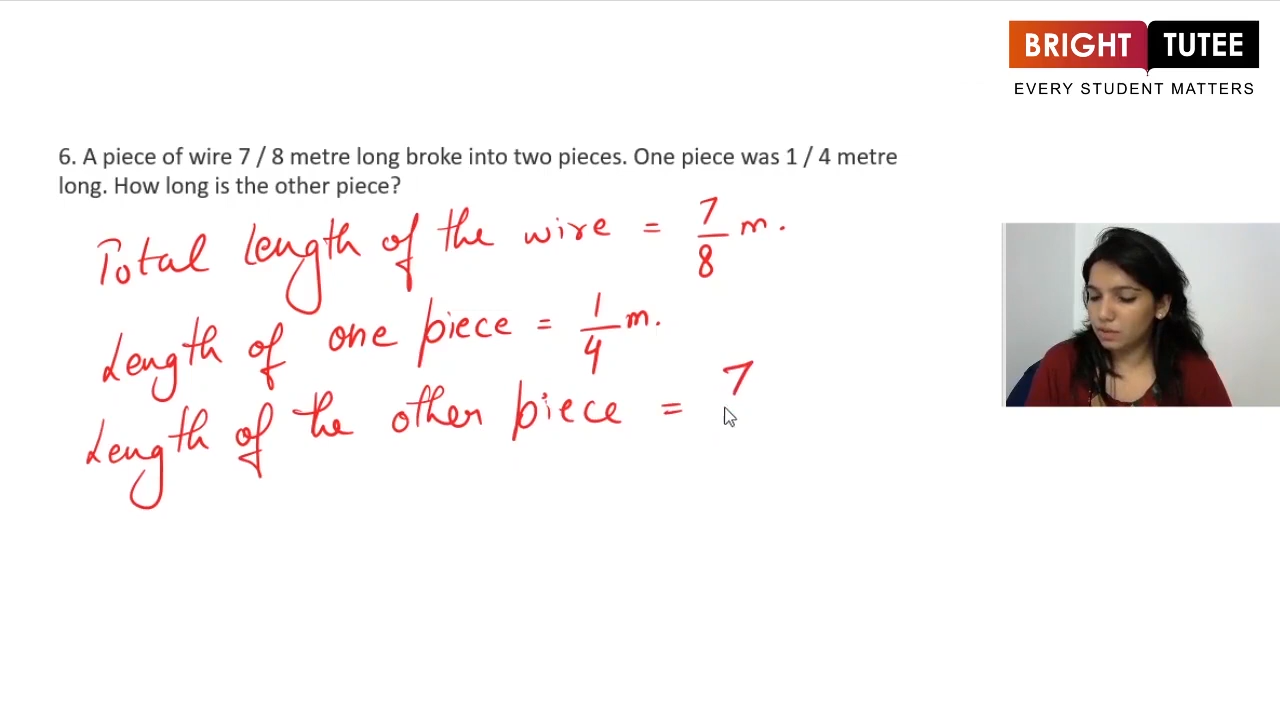 BRIGHT TUTEE
EVERY STUDENT MATTERS
6. A piece of wire 7 / 8 metre long broke into two pieces. One piece was 1 / 4 metre
long. How long is the other piece?
Total length of the wire = 7/8 m.
Length of one piece = 1/4 m.
Length of the other piece = 7